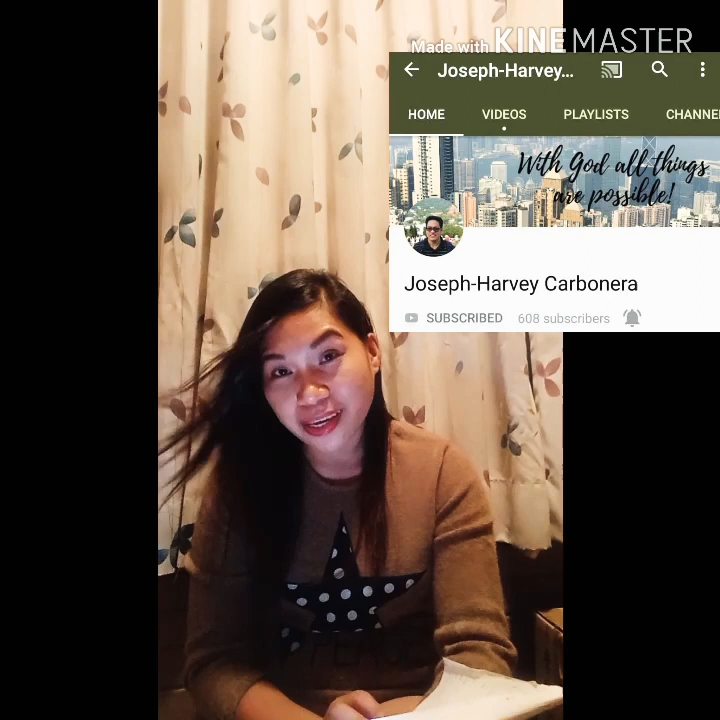 Made with KINEMASTER
Joseph-Harvey...
HOME VIDEOS PLAYLISTS CHANNE
With God all things
are possible!
Joseph-Harvey Carbonera
SUBSCRIBED 608 subscribers